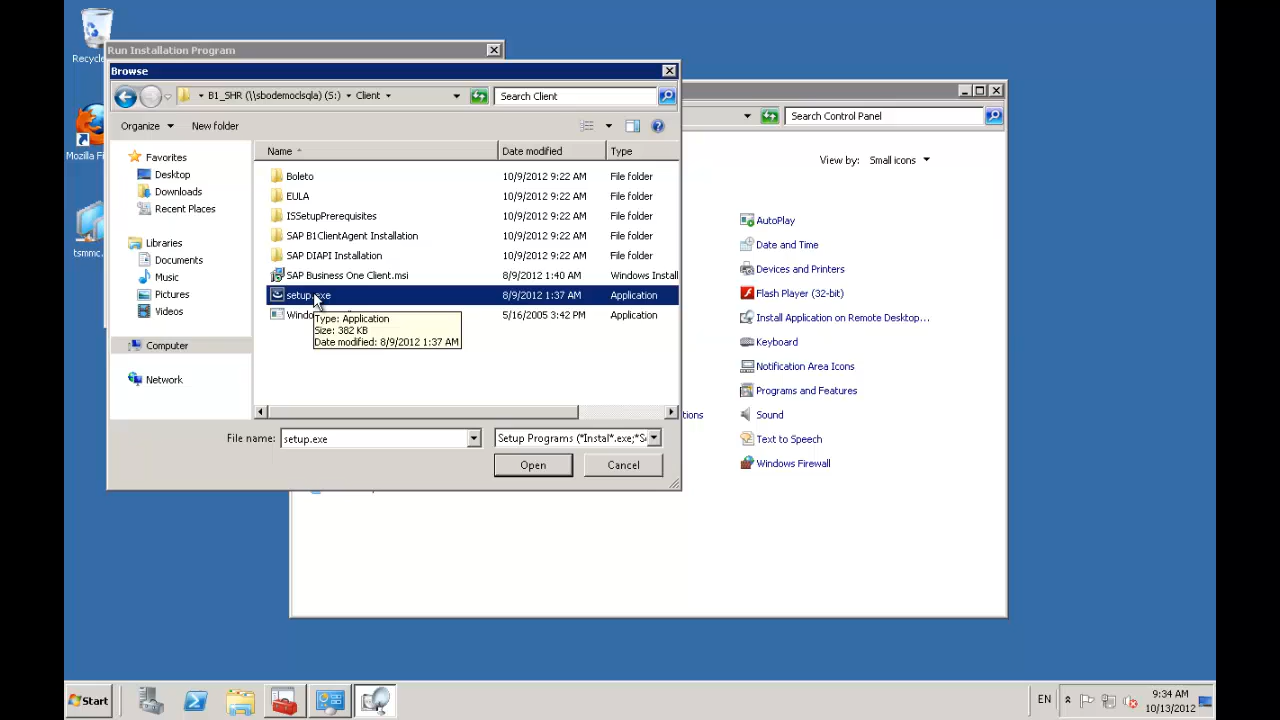 Recycle
Mozilla Fi
tsmmc.
Run Installation Program
Browse
B1_SHR (\\sbodemoclsqla) (S:) Client
Search Client
Organize New folder
Favorites
Desktop
Downloads
Recent Places
Libraries
Documents
Music
Pictures
Videos
Computer
Network
Name Date modified Type
Boleto 10/9/2012 9:22 AM File folder
EULA 10/9/2012 9:22 AM File folder
ISSetupPrerequisites 10/9/2012 9:22 AM File folder
SAP B1ClientAgent Installation 10/9/2012 9:22 AM File folder
SAP DIAPI Installation 10/9/2012 9:22 AM File folder
SAP Business One Client.msi 8/9/2012 1:40 AM Windows Install
setup.exe 8/9/2012 1:37 AM Application
Windo 5/16/2005 3:42 PM Application
Type: Application
Size: 382 KB
Date modified: 8/9/2012 1:37 AM
File name: setup.exe Setup Programs (*Instal*.exe;*S
Open Cancel
Search Control Panel
View by: Small icons
AutoPlay
Date and Time
Devices and Printers
Flash Player (32-bit)
Install Application on Remote Desktop...
Keyboard
Notification Area Icons
Programs and Features
tions
Sound
Text to Speech
Windows Firewall
Start
EN
9:34 AM
10/13/2012